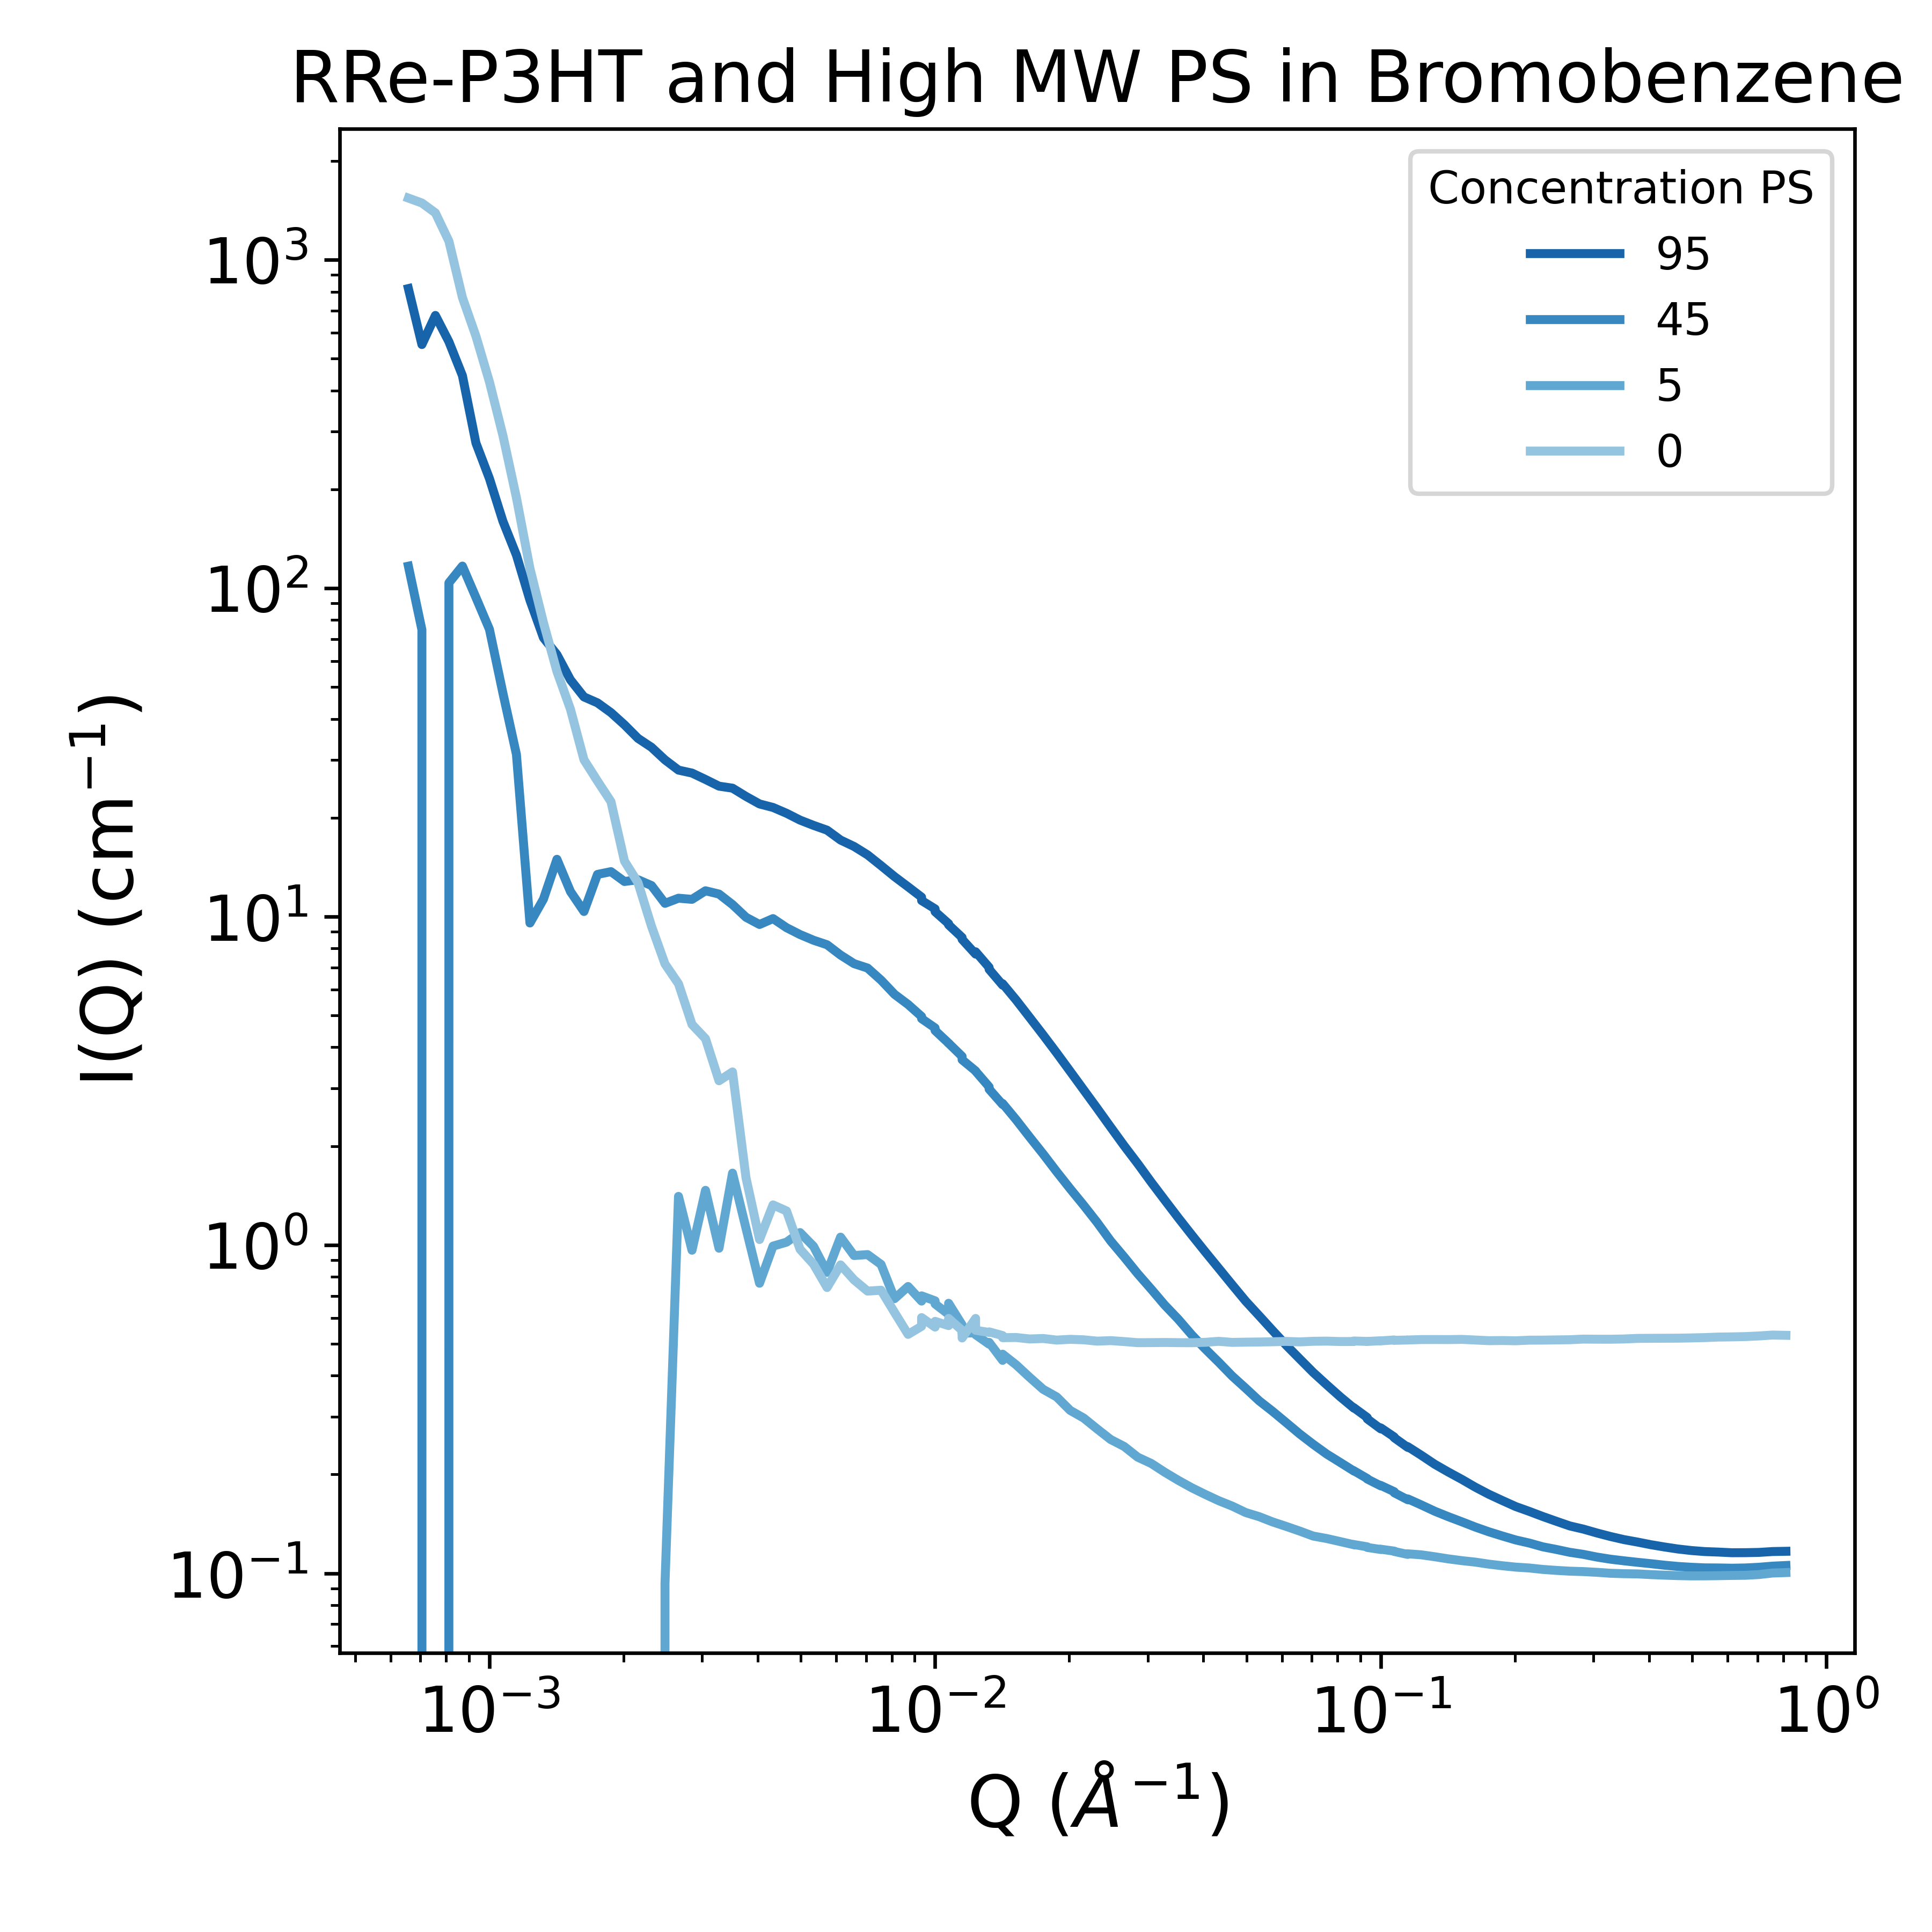 RRe-P3HT and High MW PS in Bromobenzene
Concentration PS
95
45
5
0
I(Q) (cm⁻¹)
10³
10²
10¹
10⁰
10⁻¹
10⁻³ 10⁻² 10⁻¹ 10⁰
Q (Å⁻¹)